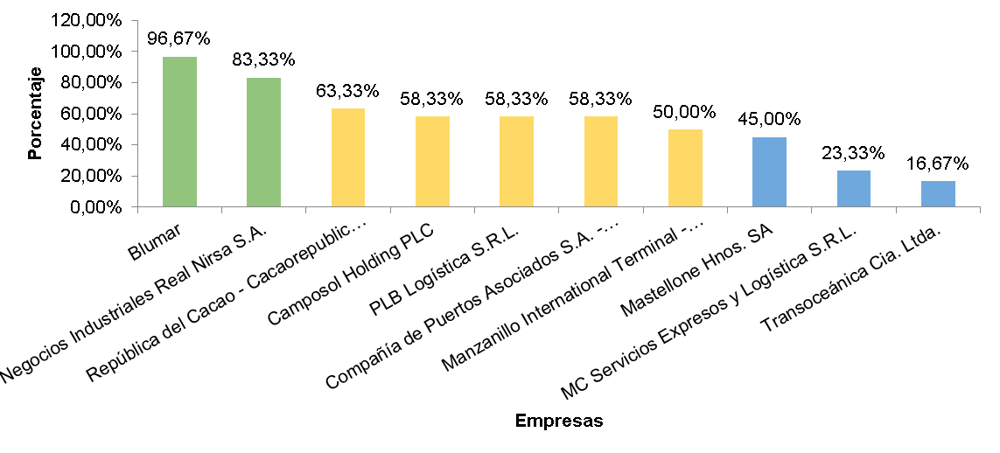 120,00%
100,00%
80,00%
60,00%
40,00%
20,00%
0,00%
Porcentaje
96,67%
83,33%
63,33%
58,33%
58,33%
58,33%
50,00%
45,00%
23,33%
16,67%
Blumar
Negocios Industriales Real Nirsa S.A.
República del Cacao - Cacaorepublic...
Camposol Holding PLC
PLB Logística S.R.L.
Compañía de Puertos Asociados S.A. -...
Manzanillo International Terminal -...
Mastellone Hnos. SA
MC Servicios Expresos y Logística S.R.L.
Transoceánica Cia. Ltda.
Empresas